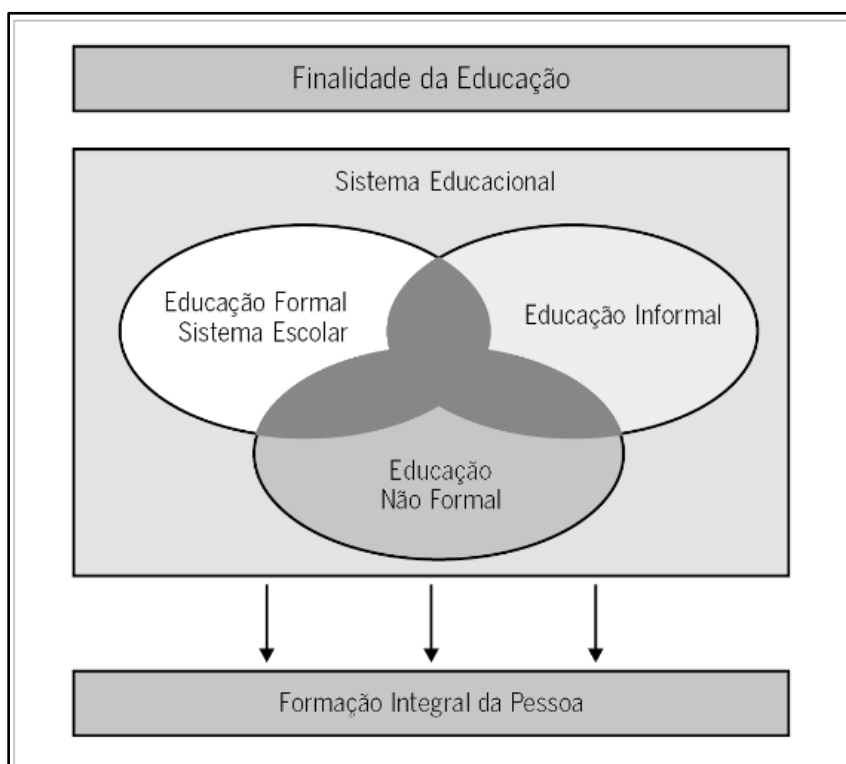 Finalidade da Educação
Sistema Educacional
Educação Formal
Sistema Escolar
Educação Informal
Educação
Não Formal
Formação Integral da Pessoa